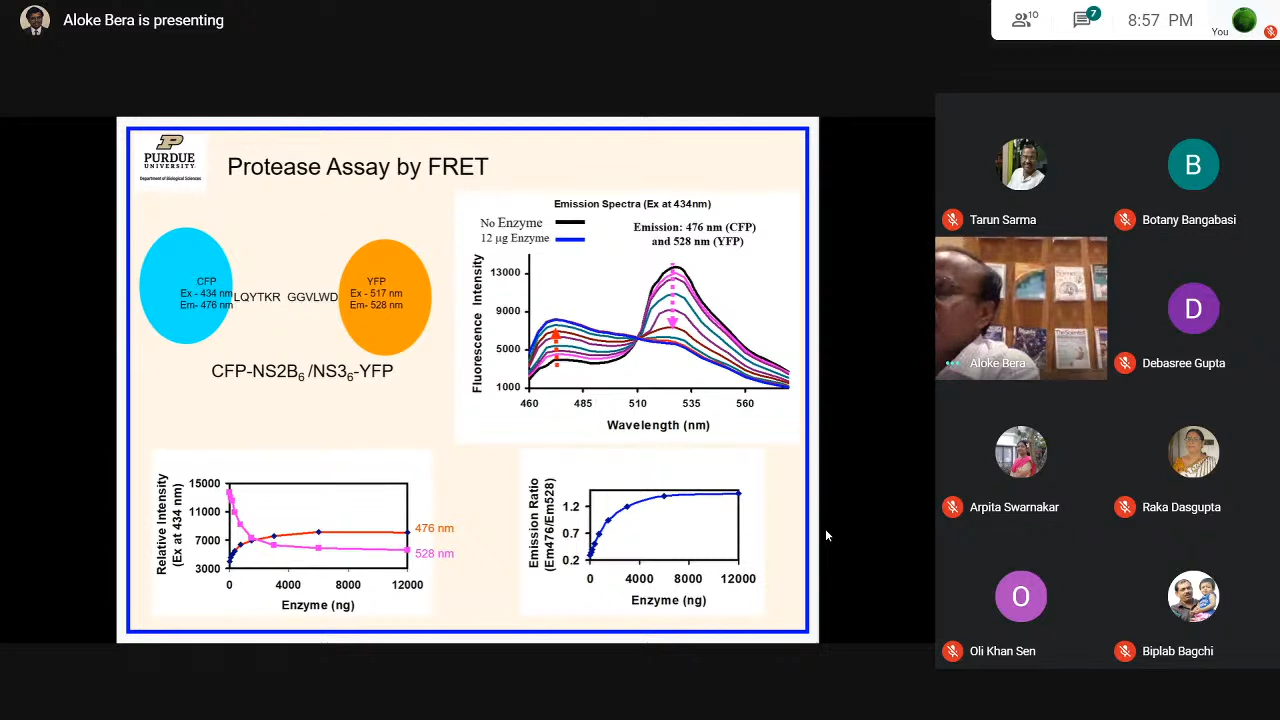 Aloke Bera is presenting
10
7
8:57 PM
You
P
PURDUE
UNIVERSITY
Department of Biological Sciences
Protease Assay by FRET
CFP
Ex - 434 nm
Em- 476 nm
LQYTKR GGVLWD
YFP
Ex - 517 nm
Em- 528 nm
CFP-NS2B6 /NS36-YFP
Emission Spectra (Ex at 434nm)
No Enzyme
12 µg Enzyme
Emission: 476 nm (CFP)
and 528 nm (YFP)
Fluorescence Intensity
13000
9000
5000
1000
460 485 510 535 560
Wavelength (nm)
Relative Intensity
(Ex at 434 nm)
15000
11000
7000
3000
476 nm
528 nm
0 4000 8000 12000
Enzyme (ng)
Emission Ratio
(Em476/Em528)
1.2
0.7
0.2
0 4000 8000 12000
Enzyme (ng)
Tarun Sarma
B
Botany Bangabasi
Aloke Bera
D
Debasree Gupta
Arpita Swarnakar
Raka Dasgupta
O
Oli Khan Sen
Biplab Bagchi